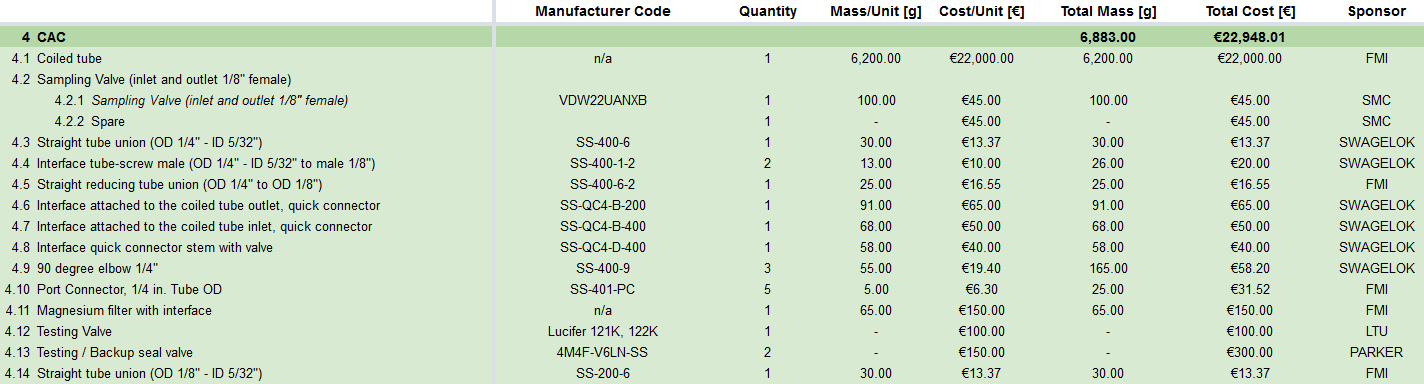 Manufacturer Code Quantity Mass/Unit [g] Cost/Unit [€] Total Mass [g] Total Cost [€] Sponsor
4 CAC 6,883.00 €22,948.01
4.1 Coiled tube n/a 1 6,200.00 €22,000.00 6,200.00 €22,000.00 FMI
4.2 Sampling Valve (inlet and outlet 1/8" female)
4.2.1 Sampling Valve (inlet and outlet 1/8" female) VDW22UANXB 1 100.00 €45.00 100.00 €45.00 SMC
4.2.2 Spare 1 - €45.00 - €45.00 SMC
4.3 Straight tube union (OD 1/4" - ID 5/32") SS-400-6 1 30.00 €13.37 30.00 €13.37 SWAGELOK
4.4 Interface tube-screw male (OD 1/4" - ID 5/32" to male 1/8") SS-400-1-2 2 13.00 €10.00 26.00 €20.00 SWAGELOK
4.5 Straight reducing tube union (OD 1/4" to OD 1/8") SS-400-6-2 1 25.00 €16.55 25.00 €16.55 FMI
4.6 Interface attached to the coiled tube outlet, quick connector SS-QC4-B-200 1 91.00 €65.00 91.00 €65.00 SWAGELOK
4.7 Interface attached to the coiled tube inlet, quick connector SS-QC4-B-400 1 68.00 €50.00 68.00 €50.00 SWAGELOK
4.8 Interface quick connector stem with valve SS-QC4-D-400 1 58.00 €40.00 58.00 €40.00 SWAGELOK
4.9 90 degree elbow 1/4" SS-400-9 3 55.00 €19.40 165.00 €58.20 SWAGELOK
4.10 Port Connector, 1/4 in. Tube OD SS-401-PC 5 5.00 €6.30 25.00 €31.52 FMI
4.11 Magnesium filter with interface n/a 1 65.00 €150.00 65.00 €150.00 FMI
4.12 Testing Valve Lucifer 121K, 122K 1 - €100.00 - €100.00 LTU
4.13 Testing / Backup seal valve 4M4F-V6LN-SS 2 - €150.00 - €300.00 PARKER
4.14 Straight tube union (OD 1/8" - ID 5/32") SS-200-6 1 30.00 €13.37 30.00 €13.37 FMI